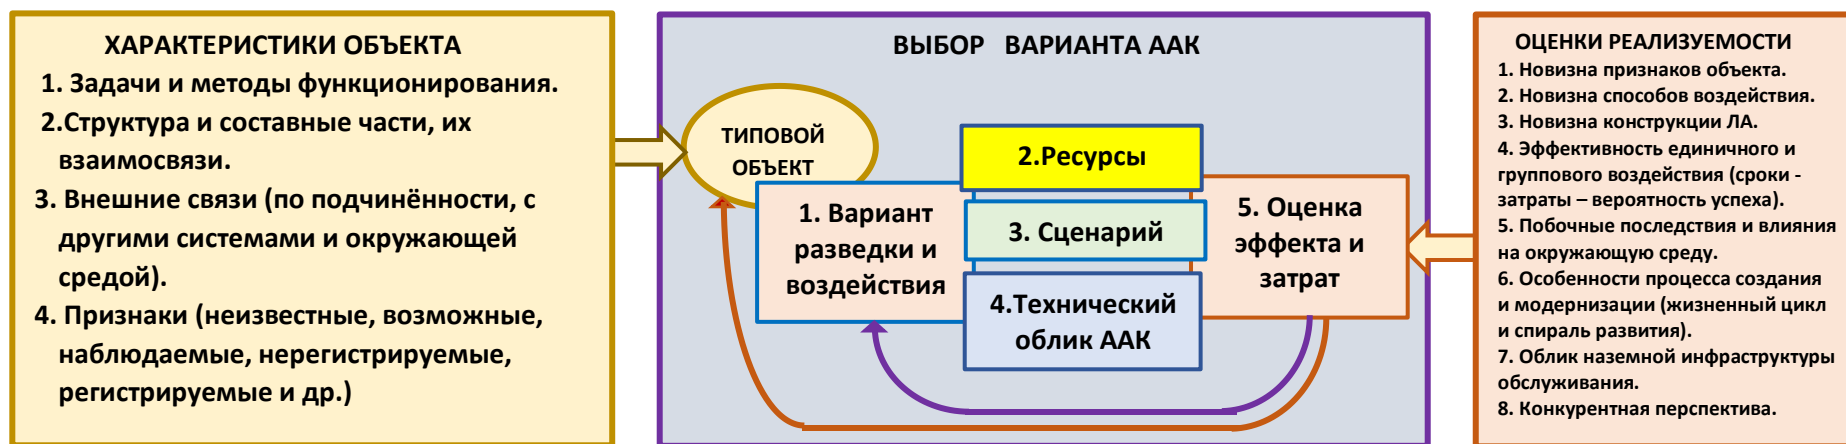 ХАРАКТЕРИСТИКИ ОБЪЕКТА
1. Задачи и методы функционирования.
2.Структура и составные части, их
взаимосвязи.
3. Внешние связи (по подчинённости, с
другими системами и окружающей
средой).
4. Признаки (неизвестные, возможные,
наблюдаемые, нерегистрируемые,
регистрируемые и др.)
ВЫБОР ВАРИАНТА ААК
ТИПОВОЙ
ОБЪЕКТ
1. Вариант
разведки и
воздействия
2.Ресурсы
3. Сценарий
4.Технический
облик ААК
5. Оценка
эффекта и
затрат
ОЦЕНКИ РЕАЛИЗУЕМОСТИ
1. Новизна признаков объекта.
2. Новизна способов воздействия.
3. Новизна конструкции ЛА.
4. Эффективность единичного и
группового воздействия (сроки -
затраты – вероятность успеха).
5. Побочные последствия и влияния
на окружающую среду.
6. Особенности процесса создания
и модернизации (жизненный цикл
и спираль развития).
7. Облик наземной инфраструктуры
обслуживания.
8. Конкурентная перспектива.